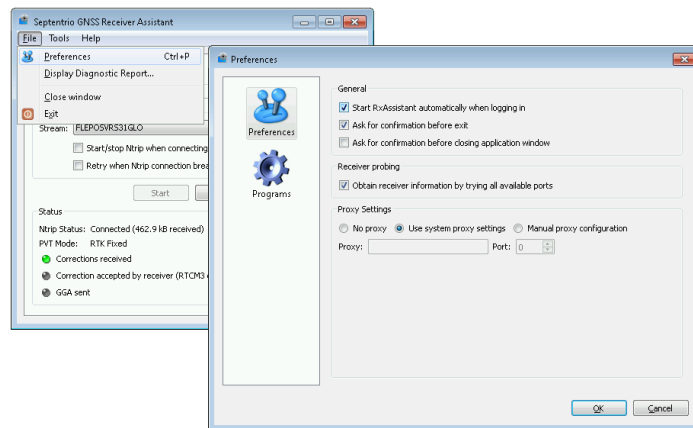 Septentrio GNSS Receiver Assistant
File Tools Help
Preferences Ctrl+P
Display Diagnostic Report...
Close window
Exit
Stream: FLEPOSVRS31GLO
Start/stop Ntrip when connecting
Retry when Ntrip connection
Start
Status
Ntrip Status: Connected (462.9 kB received)
PVT Mode: RTK Fixed
Corrections received
Correction accepted by receiver (RTCM3
GGA sent
Preferences
Preferences
Programs
General
Start RxAssistant automatically when logging in
Ask for confirmation before exit
Ask for confirmation before closing application window
Receiver probing
Obtain receiver information by trying all available ports
Proxy Settings
No proxy Use system proxy settings Manual proxy configuration
Proxy: Port: 0
OK Cancel